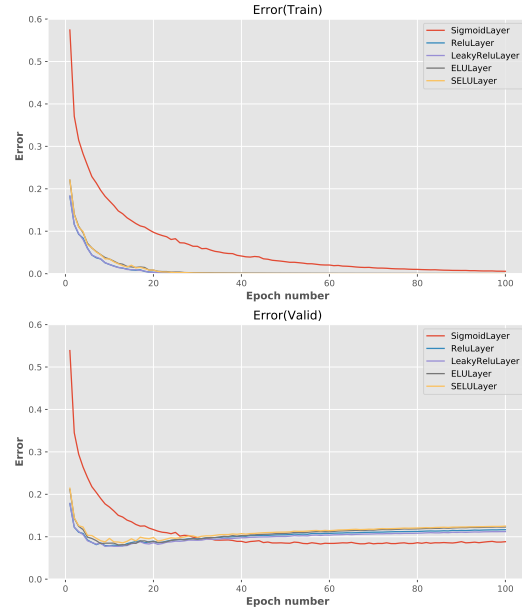 Error(Train)
0.6
0.5
0.4
0.3
0.2
0.1
0.0
Error
SigmoidLayer
ReluLayer
LeakyReluLayer
ELULayer
SELULayer
0 20 40 60 80 100
Epoch number
Error(Valid)
0.6
0.5
0.4
0.3
0.2
0.1
0.0
Error
SigmoidLayer
ReluLayer
LeakyReluLayer
ELULayer
SELULayer
0 20 40 60 80 100
Epoch number